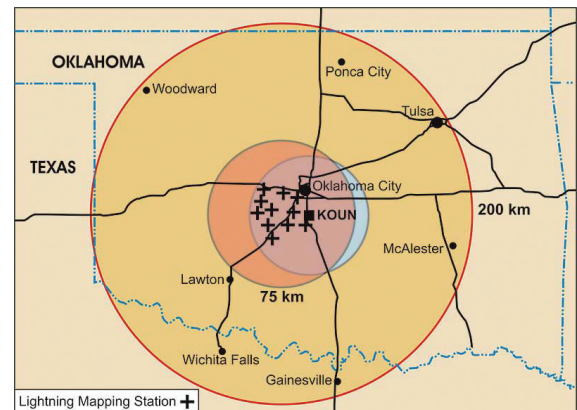 OKLAHOMA
Ponca City
Woodward
Tulsa
TEXAS
Oklahoma City
KOUN
200 km
McAlester
Lawton
75 km
Wichita Falls
Gainesville
Lightning Mapping Station